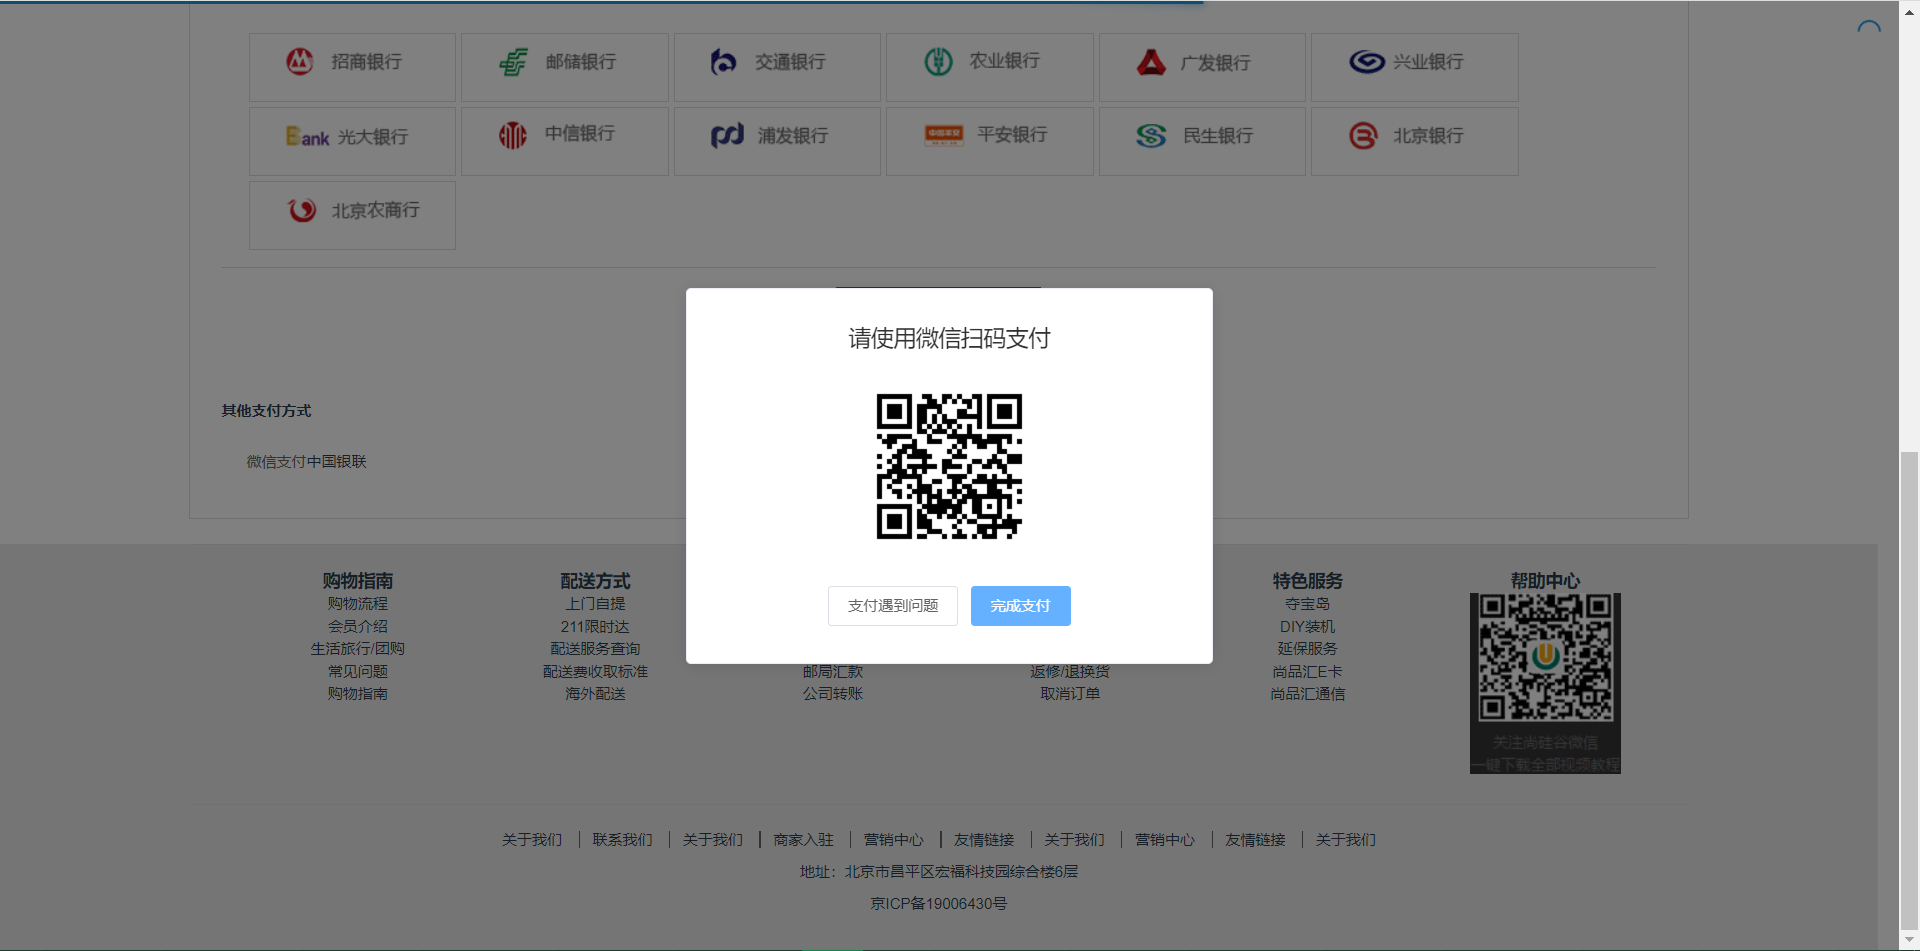 招商银行 邮储银行 交通银行 农业银行 广发银行 兴业银行
Bank 光大银行 中信银行 浦发银行 平安银行 民生银行 北京银行
北京农商行
请使用微信扫码支付
其他支付方式
微信支付中国银联
支付遇到问题 完成支付
购物指南 配送方式 特色服务 帮助中心
购物流程 上门自提 夺宝岛
会员介绍 211限时达 DIY装机
生活旅行/团购 配送服务查询 延保服务
常见问题 配送费收取标准 邮局汇款 返修/退换货 尚品汇E卡
购物指南 海外配送 公司转账 取消订单 尚品汇通信
关注尚硅谷微信
一键下载全部视频教程
关于我们 联系我们 关于我们 商家入驻 营销中心 友情链接 关于我们 营销中心 友情链接 关于我们
地址：北京市昌平区宏福科技园综合楼6层
京ICP备19006430号